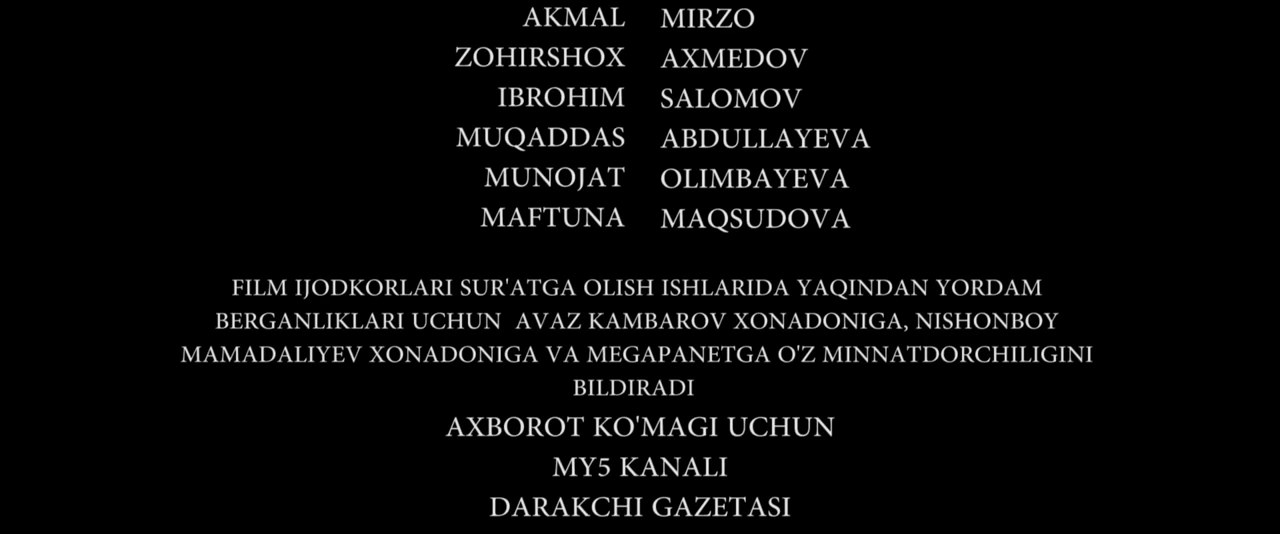 AKMAL MIRZO
ZOHIRSHOX AXMEDOV
IBROHIM SALOMOV
MUQADDAS ABDULLAYEVA
MUNOJAT OLIMBAYEVA
MAFTUNA MAQSUDOVA
FILM IJODKORLARI SUR'ATGA OLISH ISHLARIDA YAQINDAN YORDAM
BERGANLIKLARI UCHUN AVAZ KAMBAROV XONADONIGA, NISHONBOY
MAMADALIYEV XONADONIGA VA MEGAPANETGA O'Z MINNATDORCHILIGINI
BILDIRADI
AXBOROT KO'MAGI UCHUN
MY5 KANALI
DARAKCHI GAZETASI